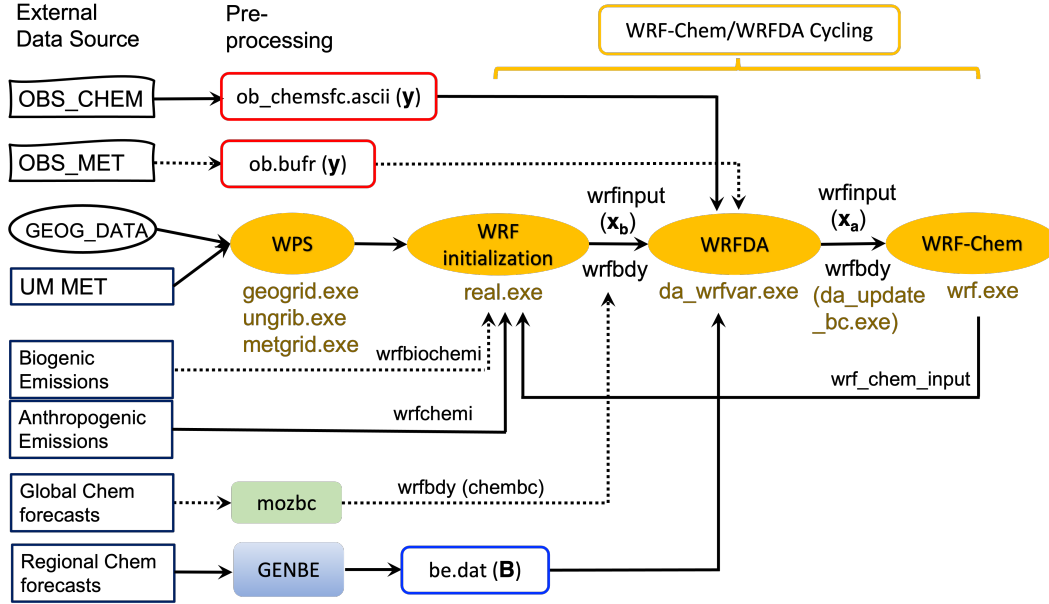 External
Data Source
Pre-
processing
WRF-Chem/WRFDA Cycling
OBS_CHEM
ob_chemsfc.ascii (y)
OBS_MET
ob.bufr (y)
GEOG_DATA
UM MET
WPS
geogrid.exe
ungrib.exe
metgrid.exe
WRF
initialization
real.exe
wrfinput
(xb)
wrfbdy
WRFDA
da_wrfvar.exe
wrfinput
(xa)
wrfbdy
(da_update
_bc.exe)
WRF-Chem
wrf.exe
Biogenic
Emissions
wrfbiochemi
wrf_chem_input
Anthropogenic
Emissions
wrfchemi
Global Chem
forecasts
mozbc
wrfbdy (chembc)
Regional Chem
forecasts
GENBE
be.dat (B)